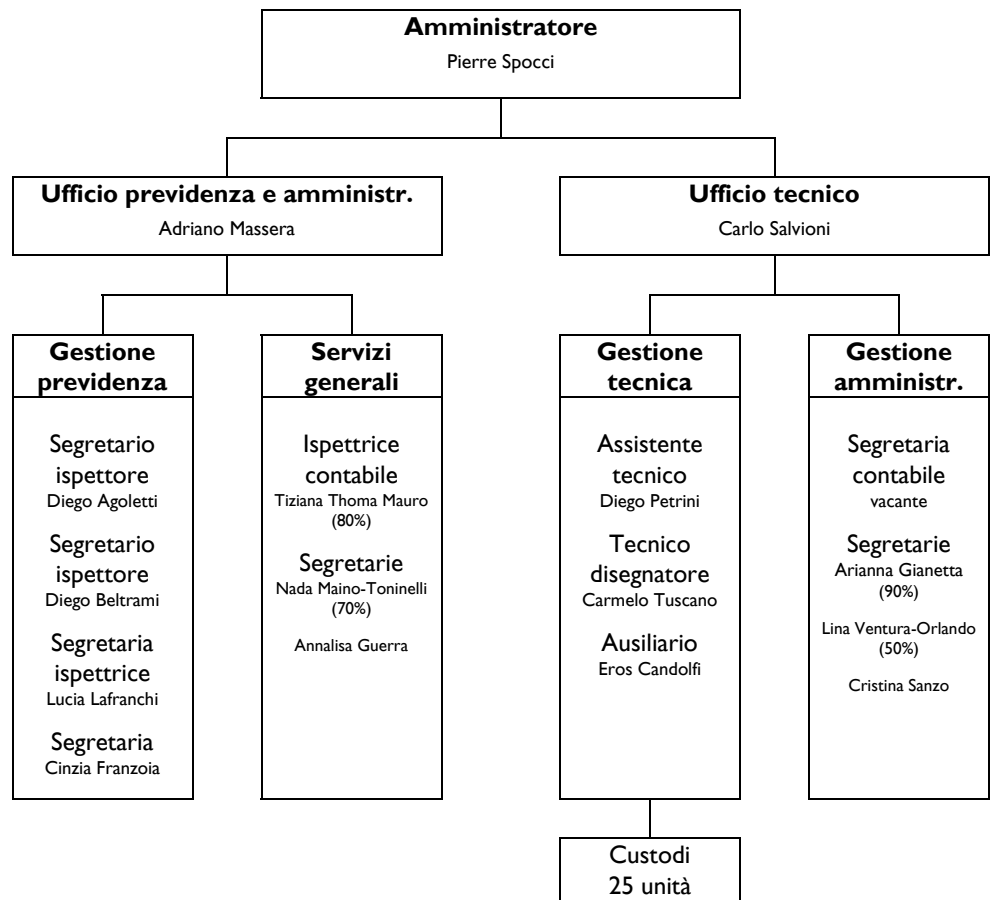 Amministratore
Pierre Spocci
Ufficio previdenza e amministr.
Adriano Massera
Ufficio tecnico
Carlo Salvioni
Gestione
previdenza
Segretario
ispettore
Diego Agoletti
Segretario
ispettore
Diego Beltrami
Segretaria
ispettrice
Lucia Lafranchi
Segretaria
Cinzia Franzoia
Servizi
generali
Ispettrice
contabile
Tiziana Thoma Mauro
(80%)
Segretarie
Nada Maino-Toninelli
(70%)
Annalisa Guerra
Gestione
tecnica
Assistente
tecnico
Diego Petrini
Tecnico
disegnatore
Carmelo Tuscano
Ausiliario
Eros Candolfi
Gestione
amministr.
Segretaria
contabile
vacante
Segretarie
Arianna Gianetta
(90%)
Lina Ventura-Orlando
(50%)
Cristina Sanzo
Custodi
25 unità